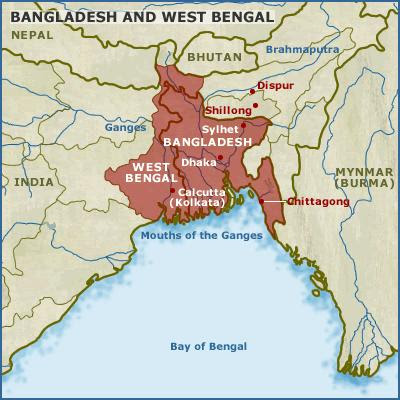 BANGLADESH AND WEST BENGAL
NEPAL
BHUTAN
Brahmaputra
Dispur
Shillong
Ganges
Sylhet
BANGLADESH
Dhaka
WEST
BENGAL
MYNMAR
(BURMA)
INDIA
Calcutta
(Kolkata)
Chittagong
Mouths of the Ganges
Bay of Bengal